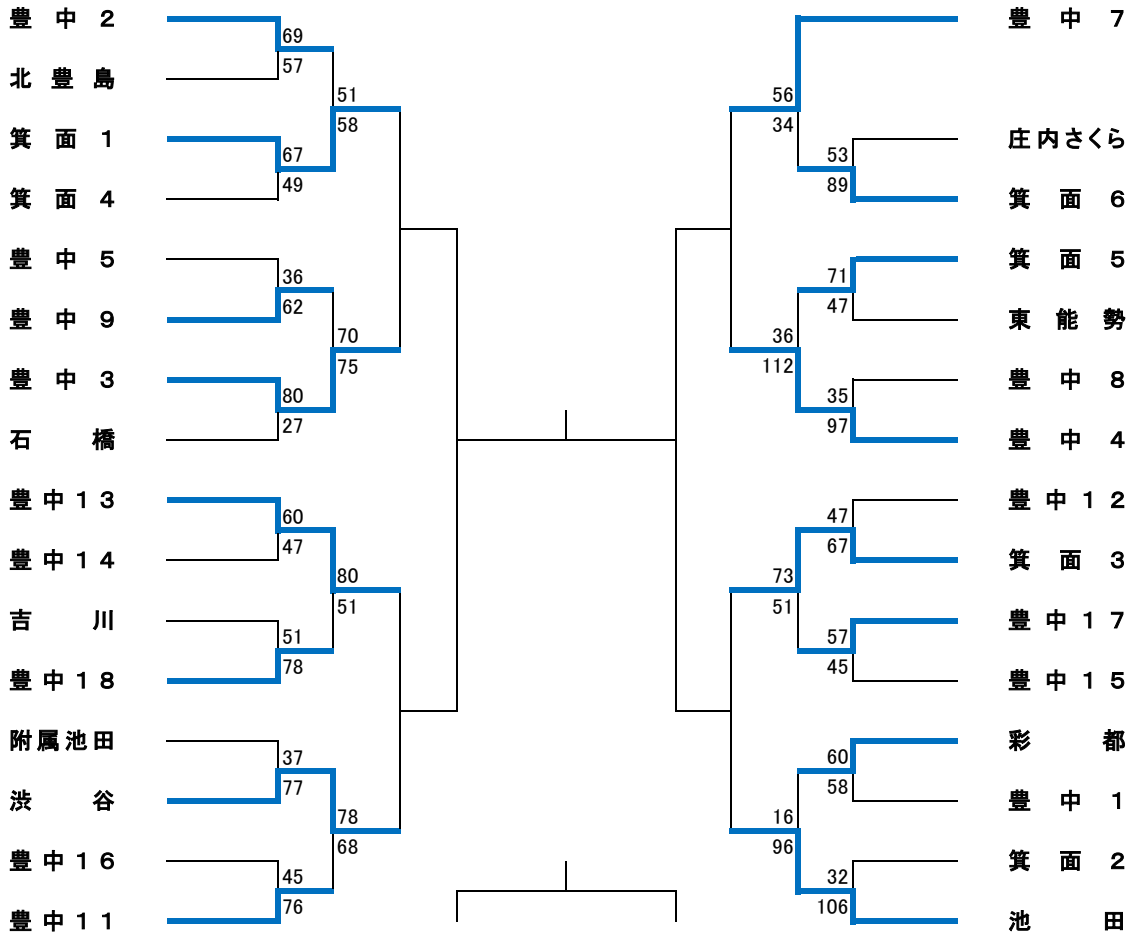 豊中2
69
57
北豊島
51
58
箕面1
67
49
箕面4
豊中5
36
62
豊中9
70
75
豊中3
80
27
石橋
豊中13
60
47
豊中14
80
51
吉川
51
78
豊中18
附属池田
37
77
渋谷
78
68
豊中16
45
76
豊中11
豊中7
56
34
庄内さくら
53
89
箕面6
箕面5
71
47
東能勢
36
112
豊中8
35
97
豊中4
豊中12
47
67
箕面3
73
51
豊中17
57
45
豊中15
彩都
60
58
豊中1
16
96
箕面2
32
106
池田